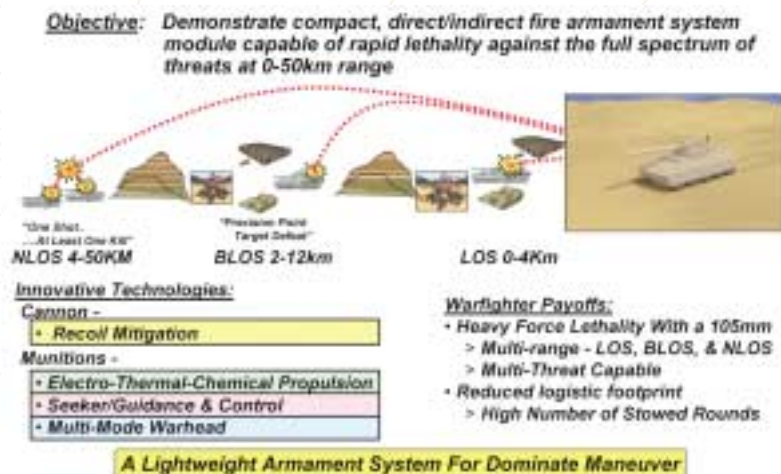 Objective: Demonstrate compact, direct/indirect fire armament system
module capable of rapid lethality against the full spectrum of
threats at 0-50km range
"One Shot..
...At Least One Kill"
NLOS 4-50KM
"Precision Point
Target Defeat"
BLOS 2-12km
LOS 0-4Km
Innovative Technologies:
Cannon -
• Recoil Mitigation
Munitions -
• Electro-Thermal-Chemical Propulsion
• Seeker/Guidance & Control
• Multi-Mode Warhead
Warfighter Payoffs:
• Heavy Force Lethality With a 105mm
> Multi-range - LOS, BLOS, & NLOS
> Multi-Threat Capable
• Reduced logistic footprint
> High Number of Stowed Rounds
A Lightweight Armament System For Dominate Maneuver